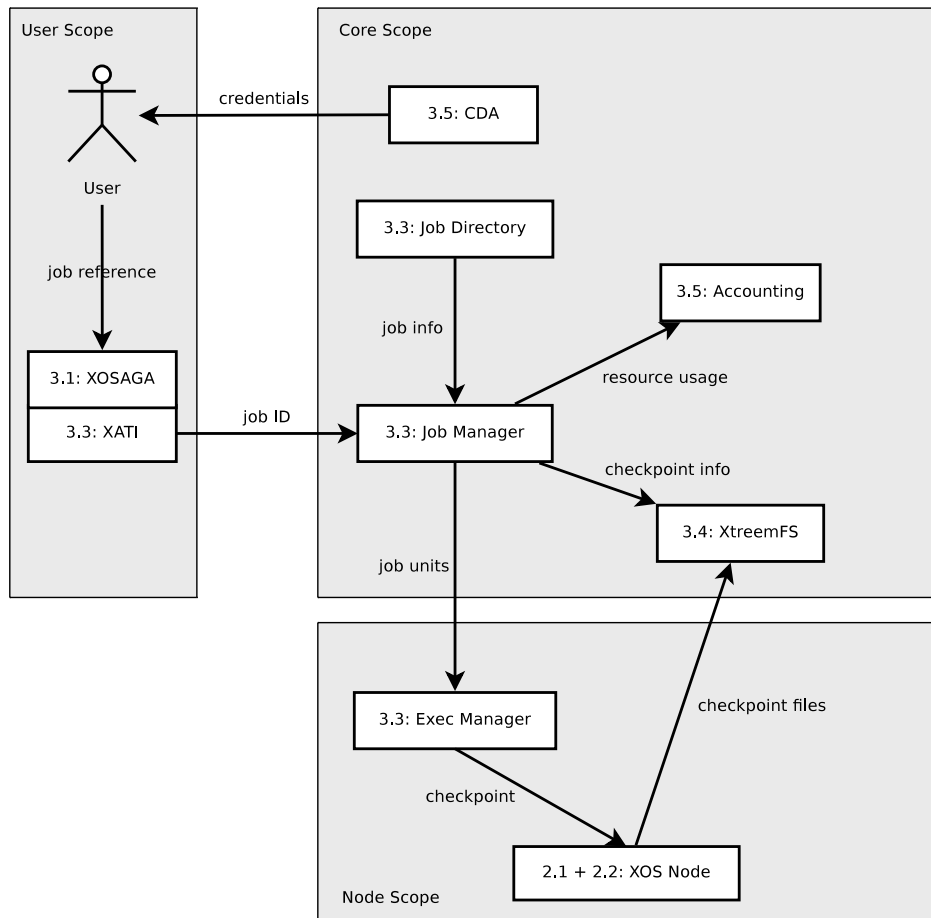 User Scope
Core Scope
credentials
3.5: CDA
User
3.3: Job Directory
job reference
3.5: Accounting
job info
resource usage
3.1: XOSAGA
job ID
3.3: XATI
3.3: Job Manager
checkpoint info
3.4: XtreemFS
job units
3.3: Exec Manager
checkpoint files
checkpoint
2.1 + 2.2: XOS Node
Node Scope